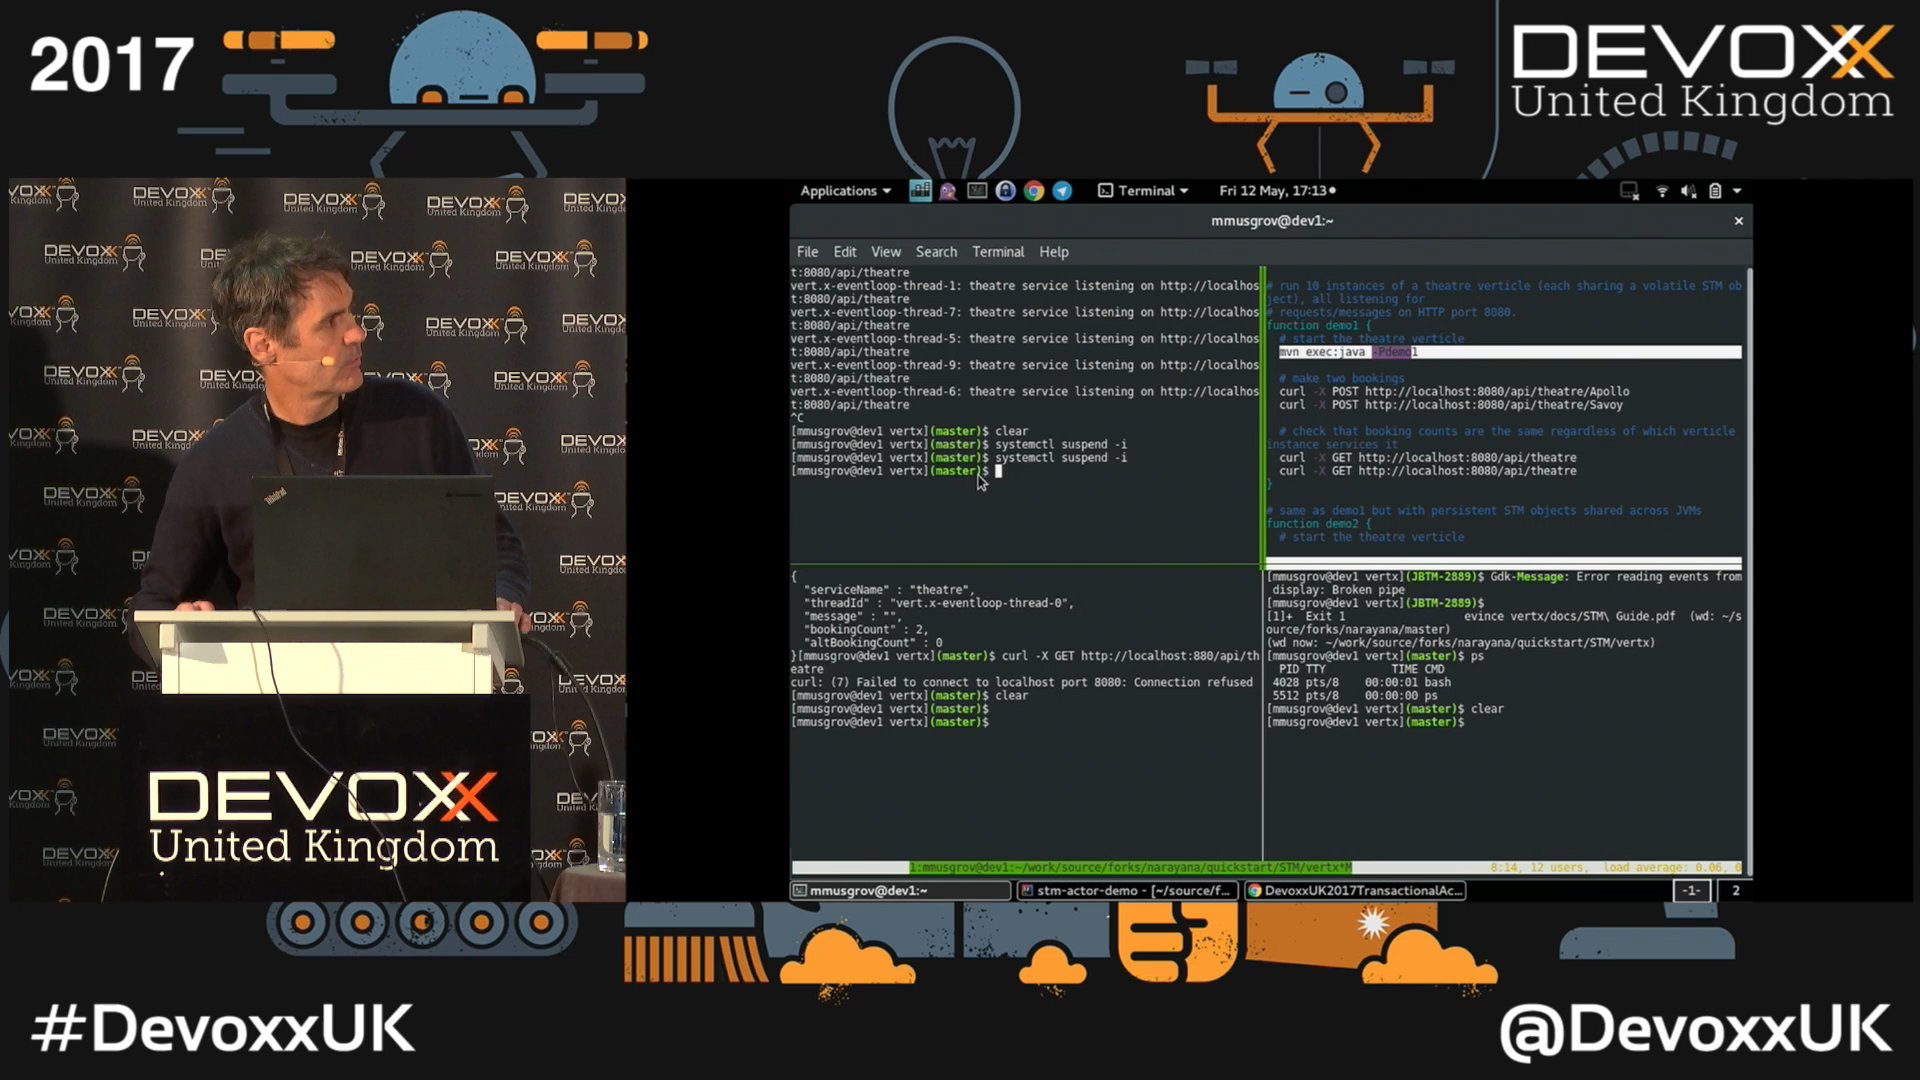 2017
DEVOXX
United Kingdom
Applications
Terminal
Fri 12 May, 17:13
mmusgrov@dev1:~
File Edit View Search Terminal Help
t:8080/api/theatre
vert.x-eventloop-thread-1: theatre service listening on http://localhos
t:8080/api/theatre
vert.x-eventloop-thread-7: theatre service listening on http://localhos
t:8080/api/theatre
vert.x-eventloop-thread-5: theatre service listening on http://localhos
t:8080/api/theatre
vert.x-eventloop-thread-9: theatre service listening on http://localhos
t:8080/api/theatre
vert.x-eventloop-thread-6: theatre service listening on http://localhos
t:8080/api/theatre
^C
[mmusgrov@dev1 vertx](master)$ clear
[mmusgrov@dev1 vertx](master)$ systemctl suspend -i
[mmusgrov@dev1 vertx](master)$ systemctl suspend -i
[mmusgrov@dev1 vertx](master)$
# run 10 instances of a theatre verticle (each sharing a volatile STM ob
ject), all listening for
# requests/messages on HTTP port 8080.
function demo1 {
# start the theatre verticle
mvn exec:java -Pdemo1
# make two bookings
curl -X POST http://localhost:8080/api/theatre/Apollo
curl -X POST http://localhost:8080/api/theatre/Savoy
# check that booking counts are the same regardless of which verticle
instance services it
curl -X GET http://localhost:8080/api/theatre
curl -X GET http://localhost:8080/api/theatre
}
# same as demo1 but with persistent STM objects shared across JVMs
function demo2 {
# start the theatre verticle
{
"serviceName" : "theatre",
"threadId" : "vert.x-eventloop-thread-0",
"message" : "",
"bookingCount" : 2,
"altBookingCount" : 0
}[mmusgrov@dev1 vertx](master)$ curl -X GET http://localhost:880/api/th
eatre
curl: (7) Failed to connect to localhost port 8080: Connection refused
[mmusgrov@dev1 vertx](master)$ clear
[mmusgrov@dev1 vertx](master)$
[mmusgrov@dev1 vertx](master)$
[mmusgrov@dev1 vertx](JBTM-2889)$ Gdk-Message: Error reading events from
display: Broken pipe
[mmusgrov@dev1 vertx](JBTM-2889)$
[1]+ Exit 1 evince vertx/docs/STM\ Guide.pdf (wd: ~/s
ource/forks/narayana/master)
(wd now: ~/work/source/forks/narayana/quickstart/STM/vertx)
[mmusgrov@dev1 vertx](master)$ ps
PID TTY TIME CMD
4028 pts/8 00:00:01 bash
5512 pts/8 00:00:00 ps
[mmusgrov@dev1 vertx](master)$ clear
[mmusgrov@dev1 vertx](master)$
1:mmusgrov@dev1:~/work/source/forks/narayana/quickstart/STM/vertx*M
8:14, 12 users, load average: 0.06, 0
mmusgrov@dev1:~
stm-actor-demo - [~/source/f...
DevoxxUK2017TransactionalAc...
-1- 2
ThinkPad
DEVOXX
United Kingdom
#DevoxxUK
@DevoxxUK